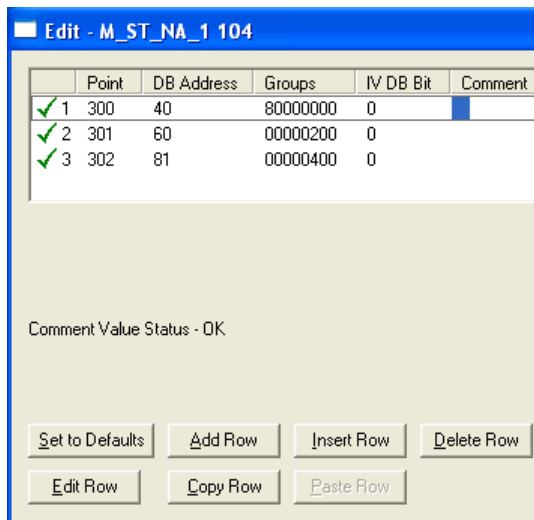 Edit - M_ST_NA_1 104
Point DB Address Groups IV DB Bit Comment
1 300 40 80000000 0
2 301 60 00000200 0
3 302 81 00000400 0
Comment Value Status - OK
Set to Defaults Add Row Insert Row Delete Row
Edit Row Copy Row Paste Row